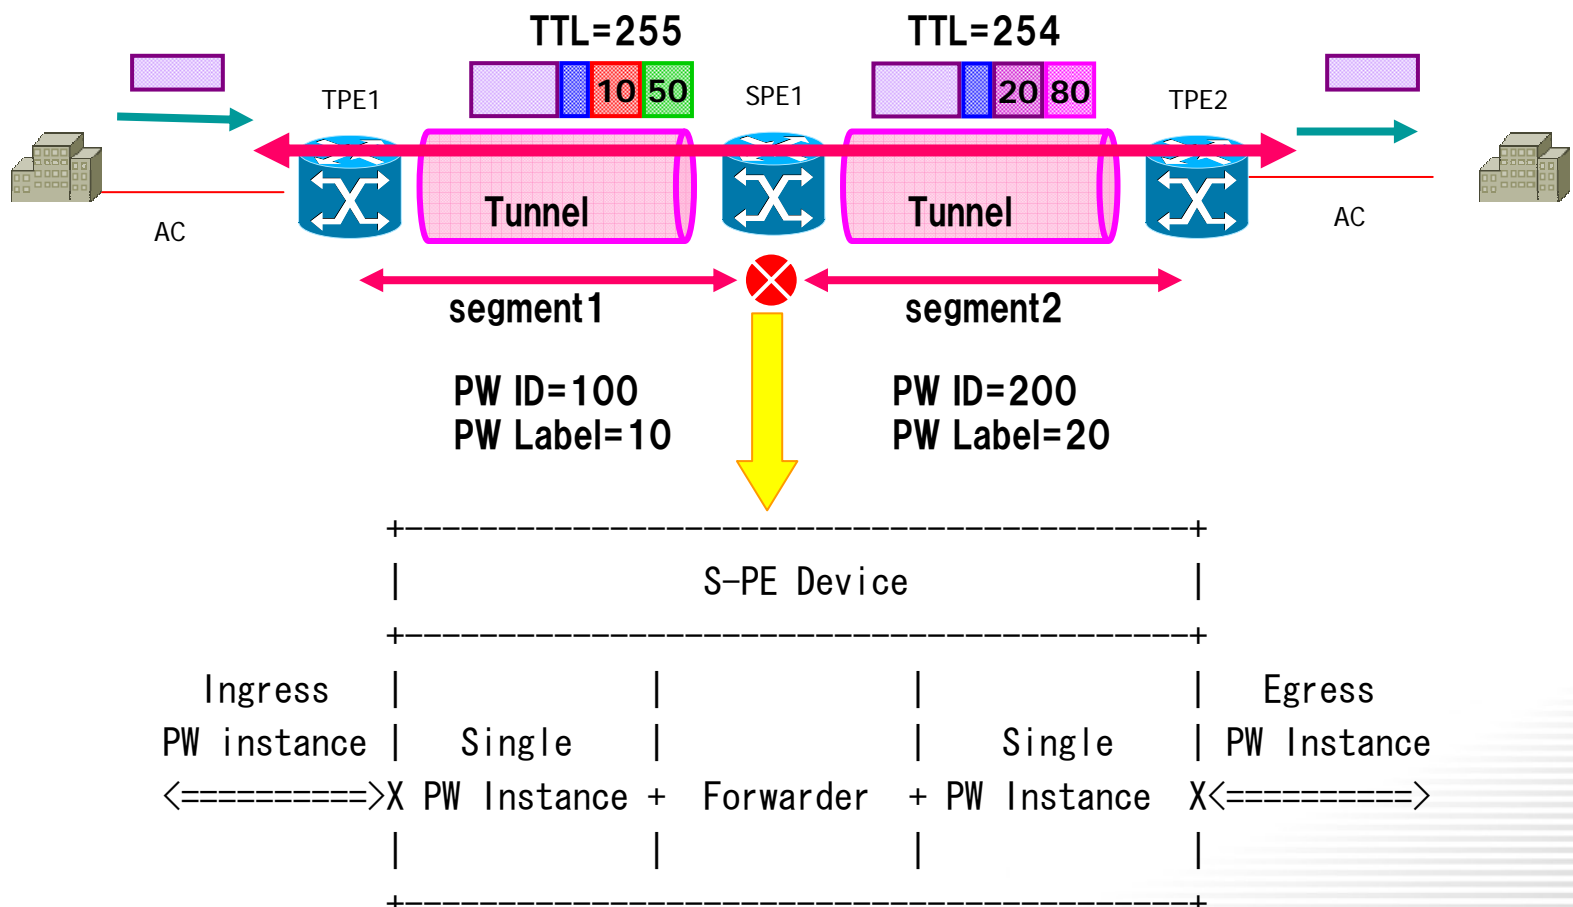 TTL=255
TTL=254
10 50
20 80
TPE1
SPE1
TPE2
Tunnel
Tunnel
AC
AC
segment1
segment2
PW ID=100
PW Label=10
PW ID=200
PW Label=20
+------------------------------------------+
| S-PE Device |
+------------------------------------------+
Ingress | | | | Egress
PW instance | Single | | Single | PW Instance
<==========>X PW Instance + Forwarder + PW Instance X<==========>
| | | |
+------------------------------------------+